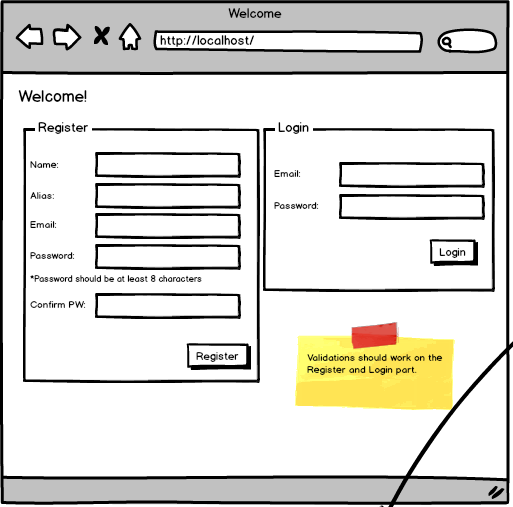 Welcome
http://localhost/
Welcome!
Register
Name:
Alias:
Email:
Password:
*Password should be at least 8 characters
Confirm PW:
Register
Login
Email:
Password:
Login
Validations should work on the
Register and Login part.